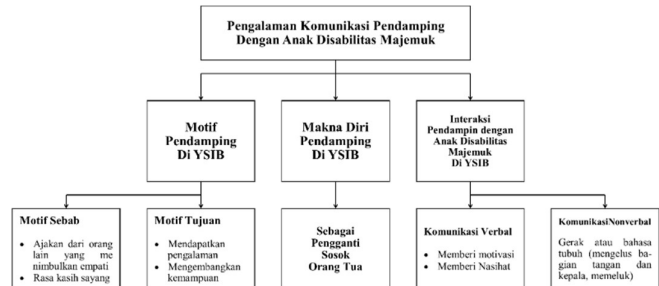 Pengalaman Komunikasi Pendamping
Dengan Anak Disabilitas Majemuk
Motif
Pendamping
Di YSIB
Makna Diri
Pendamping
Di YSIB
Interaksi
Pendampin dengan
Anak Disabilitas
Majemuk
Di YSIB
Motif Sebab
• Ajakan dari orang
lain yang me
nimbulkan empati
• Rasa kasih sayang
Motif Tujuan
• Mendapatkan
pengalaman
• Mengembangkan
kemampuan
Sebagai
Pengganti
Sosok
Orang Tua
Komunikasi Verbal
• Memberi motivasi
• Memberi Nasihat
KomunikasiNonverbal
Gerak atau bahasa
tubuh (mengelus ba-
gian tangan dan
kepala, memeluk)